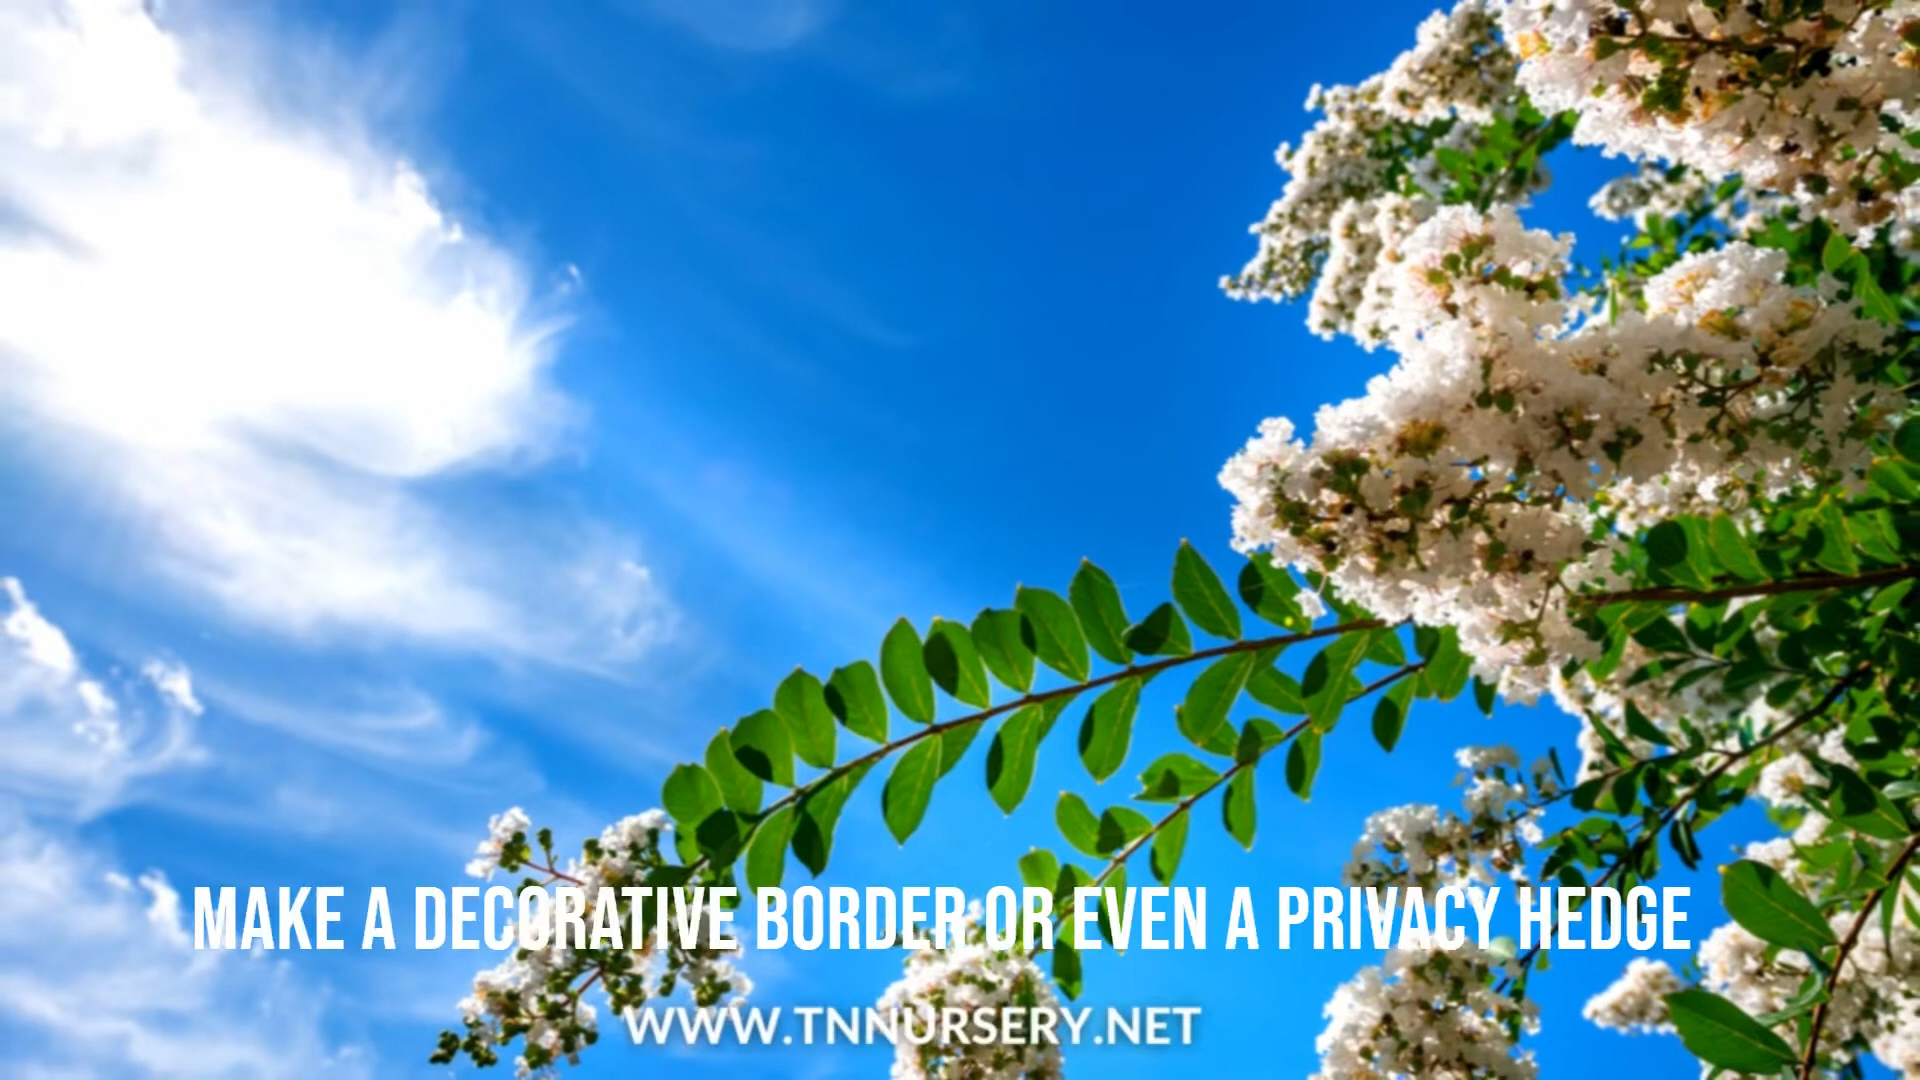 MAKE A DECORATIVE BORDER OR EVEN A PRIVACY HEDGE
WWW.TNNURSERY.NET